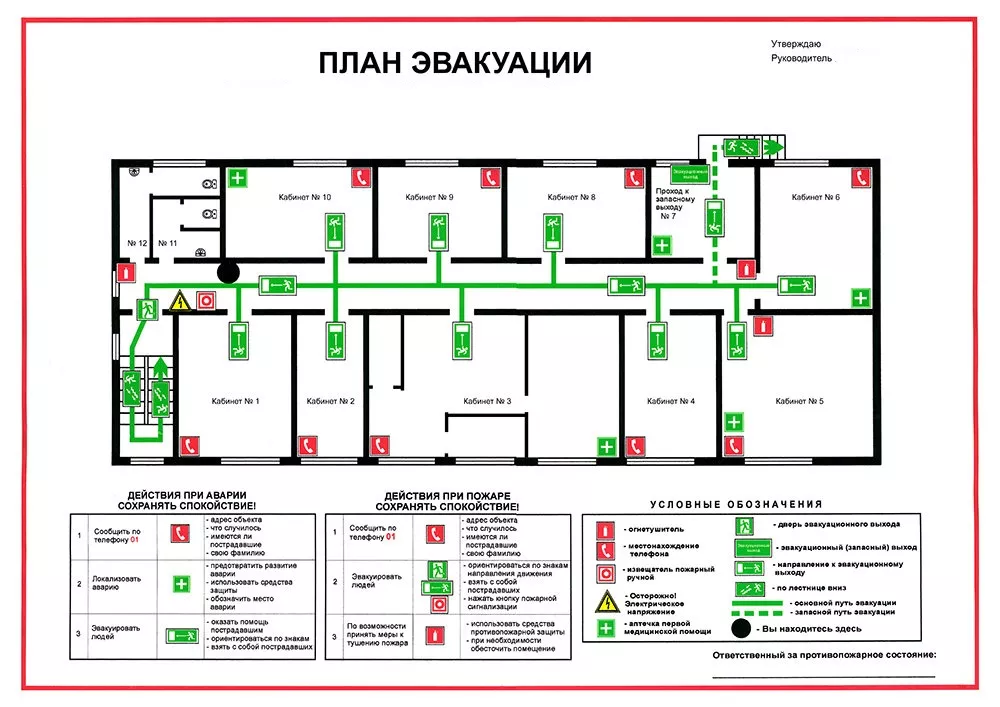 Утверждаю
Руководитель
ПЛАН ЭВАКУАЦИИ
Эвакуационный
выход
Кабинет № 10
Кабинет № 9
Кабинет № 8
Проход к
запасному
выходу
№ 7
Кабинет № 6
№ 12
№ 11
Кабинет № 1
Кабинет № 2
Кабинет № 3
Кабинет № 4
Кабинет № 5
ДЕЙСТВИЯ ПРИ АВАРИИ
СОХРАНЯТЬ СПОКОЙСТВИЕ!
1
Сообщить по
телефону 01
- адрес объекта
- что случилось
- имеются ли
пострадавшие
- свою фамилию
2
Локализовать
аварию
- предотвратить развитие
аварии
- использовать средства
защиты
- обозначить место
аварии
3
Эвакуировать
людей
- оказать помощь
пострадавшим
- ориентироваться по знакам
- взять с собой пострадавших
ДЕЙСТВИЯ ПРИ ПОЖАРЕ
СОХРАНЯТЬ СПОКОЙСТВИЕ!
1
Сообщить по
телефону 01
- адрес объекта
- что случилось
- имеются ли
пострадавшие
- свою фамилию
2
Эвакуировать
людей
- ориентироваться по знакам
направления движения
- взять с собой
пострадавших
- нажать кнопку пожарной
сигнализации
3
По возможности
принять меры к
тушению пожара
- использовать средства
противопожарной защиты
- при необходимости
обесточить помещение
УСЛОВНЫЕ ОБОЗНАЧЕНИЯ
- огнетушитель
- местонахождение
телефона
- извещатель пожарный
ручной
- Осторожно!
Электрическое
напряжение
- аптечка первой
медицинской помощи
- дверь эвакуационного выхода
Эвакуационный
выход
- эвакуационный (запасный) выход
- направление к эвакуационному
выходу
- по лестнице вниз
- основной путь эвакуации
- запасной путь эвакуации
- Вы находитесь здесь
Ответственный за противопожарное состояние: